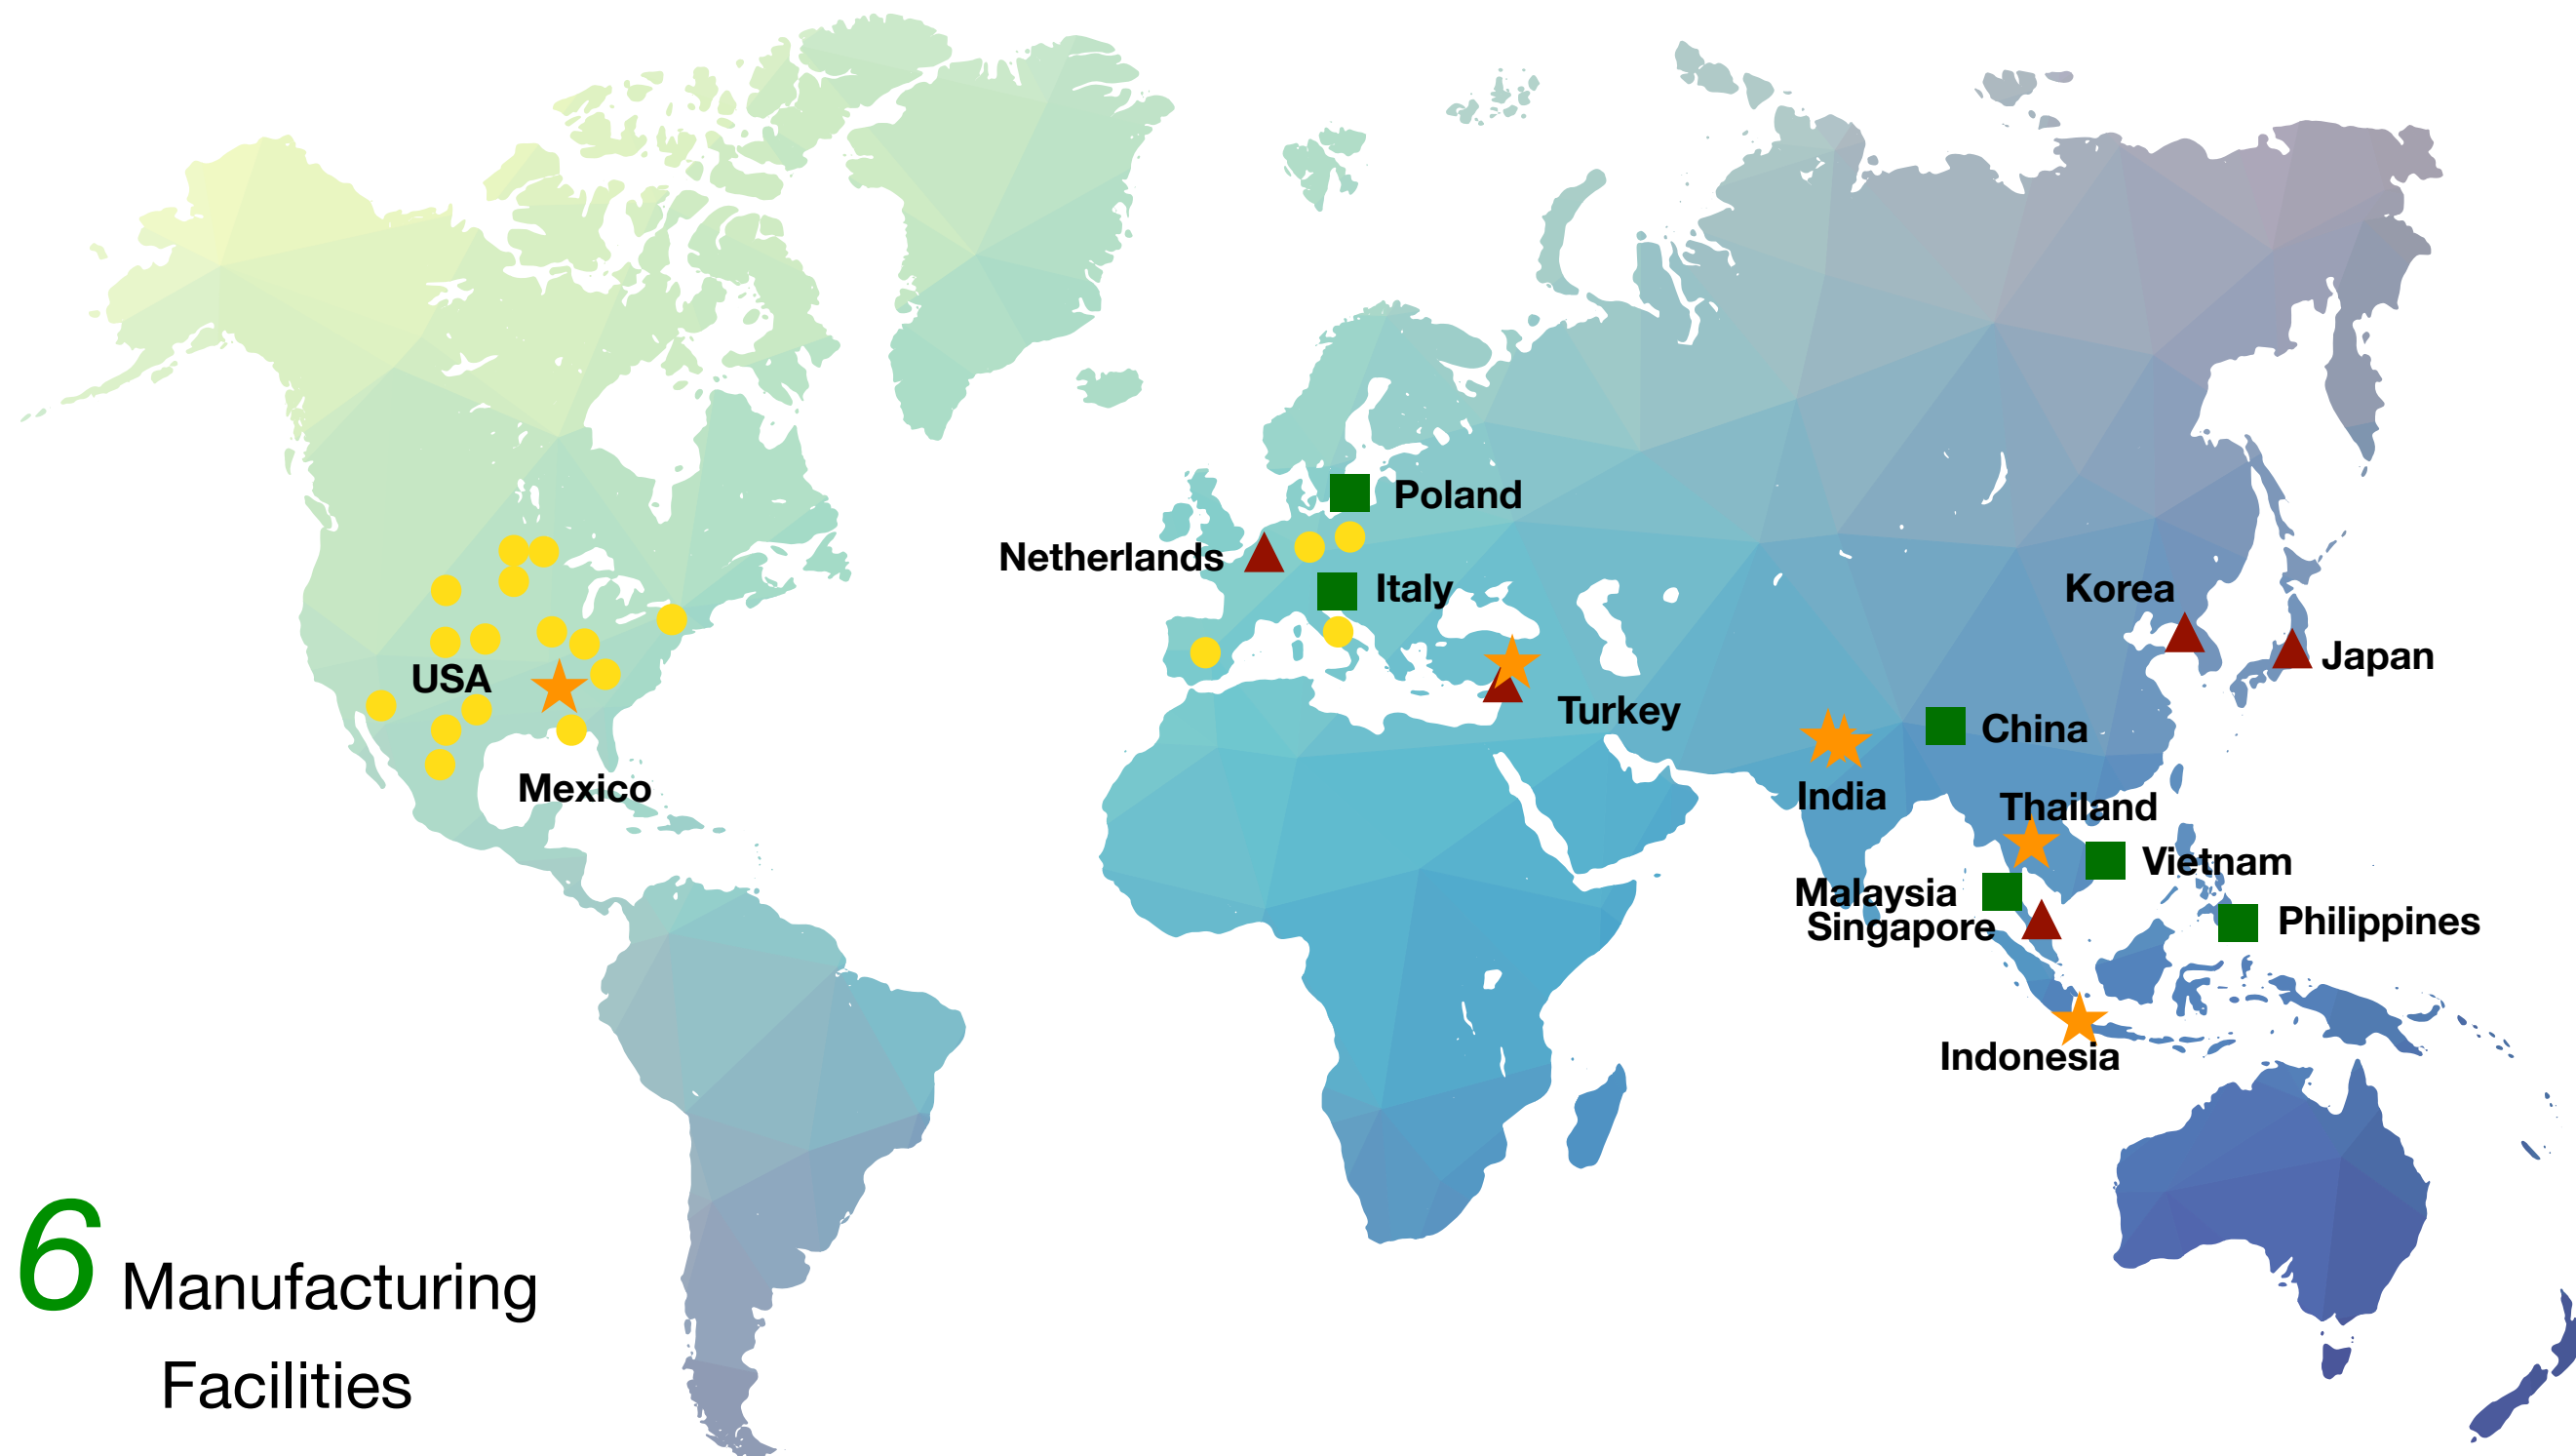 Poland
Netherlands
Italy
Korea
Japan
USA
Turkey
China
Mexico
India
Thailand
Vietnam
Malaysia
Singapore
Philippines
Indonesia
6 Manufacturing
Facilities